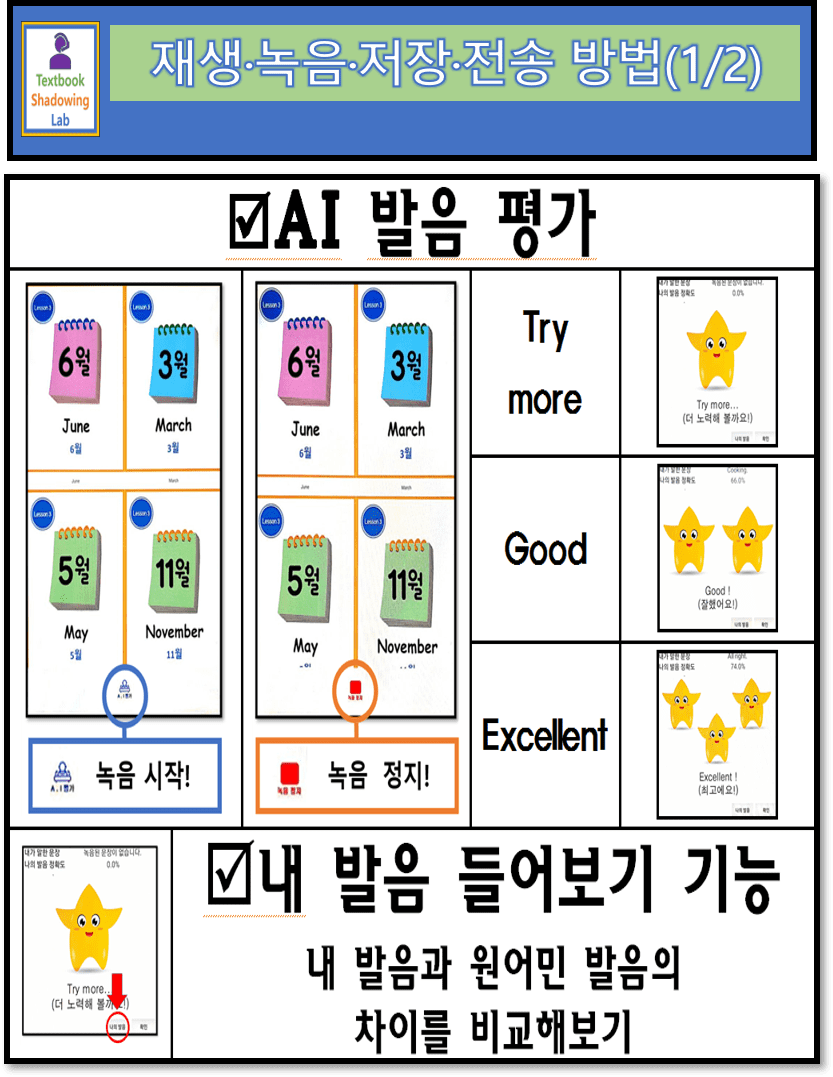 Textbook
Shadowing
Lab
재생·녹음·저장·전송 방법(1/2)
☑AI 발음 평가
Lesson 3
6월
June
6월
Lesson 3
3월
March
3월
June
March
Lesson 3
5월
May
5월
Lesson 3
11월
November
11월
A.I평가
A.I평가
녹음 시작!
Lesson 3
6월
June
6월
Lesson 3
3월
March
3월
June
March
Lesson 3
5월
May
Lesson 3
11월
November
녹음 정지!
Try
more
내가 말한 문장 녹음된 문장이 없습니다.
나의 발음 정확도 0.0%
Try more...
(더 노력해 볼까요!)
나의 발음 확인
Good
내가 말한 문장 Cooking.
나의 발음 정확도 66.0%
Good !
(잘했어요!)
나의 발음 확인
Excellent
내가 말한 문장 All right.
나의 발음 정확도 74.0%
Excellent !
(최고에요!)
나의 발음 확인
내가 말한 문장 녹음된 문장이 없습니다.
나의 발음 정확도 0.0%
Try more...
(더 노력해 볼까요!)
나의 발음 확인
☑내 발음 들어보기 기능
내 발음과 원어민 발음의
차이를 비교해보기